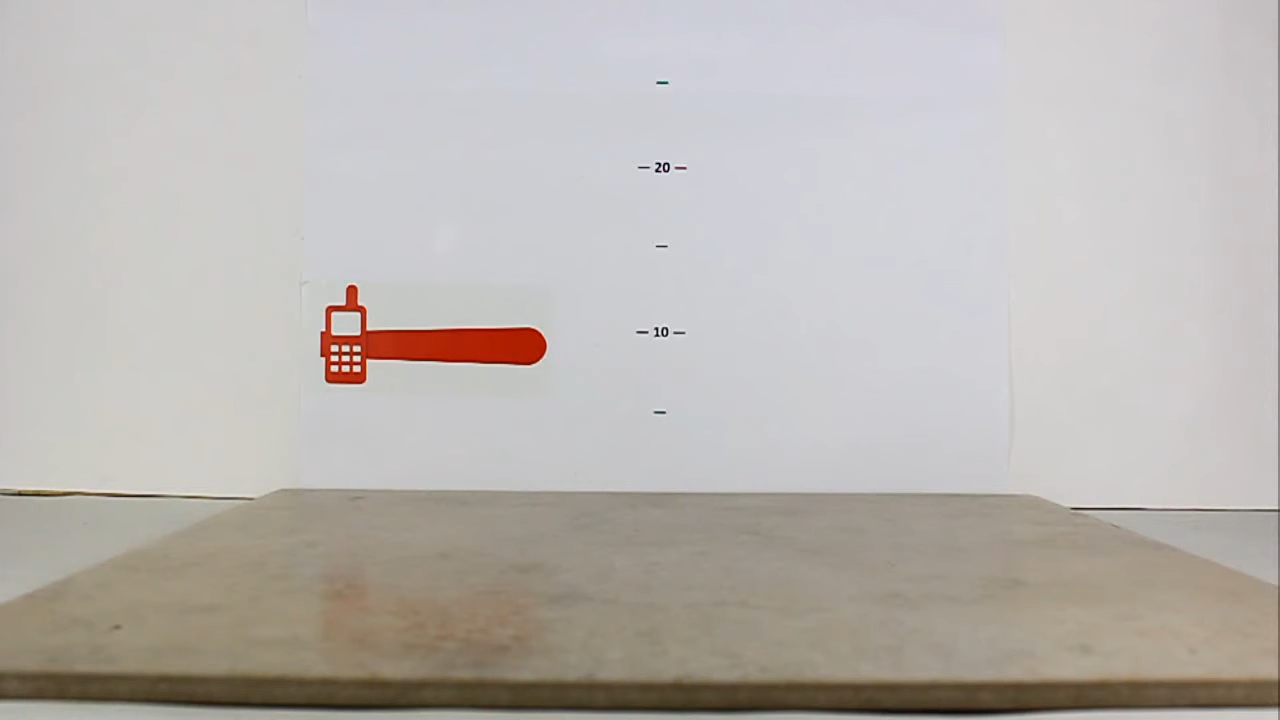 — 20 —
— 10 —